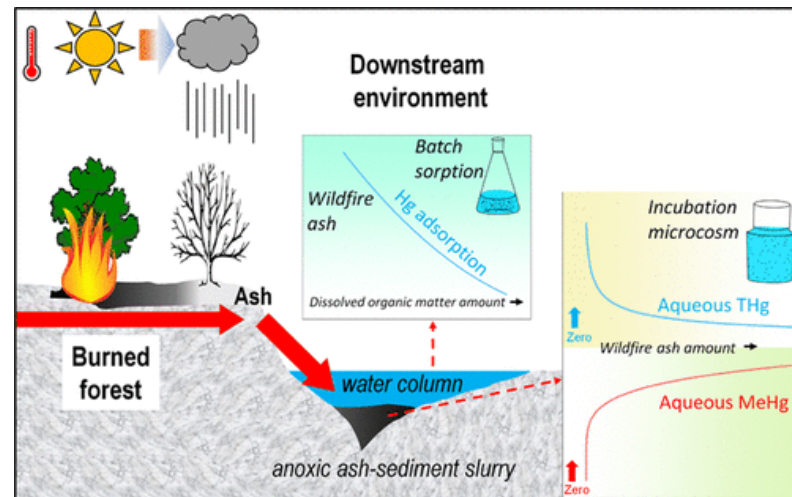 Downstream
environment
Batch
sorption
Wildfire
ash
Hg adsorption
Dissolved organic matter amount
Incubation
microcosm
Aqueous THg
Zero
Wildfire ash amount
Aqueous MeHg
Zero
Ash
Burned
forest
water column
anoxic ash-sediment slurry